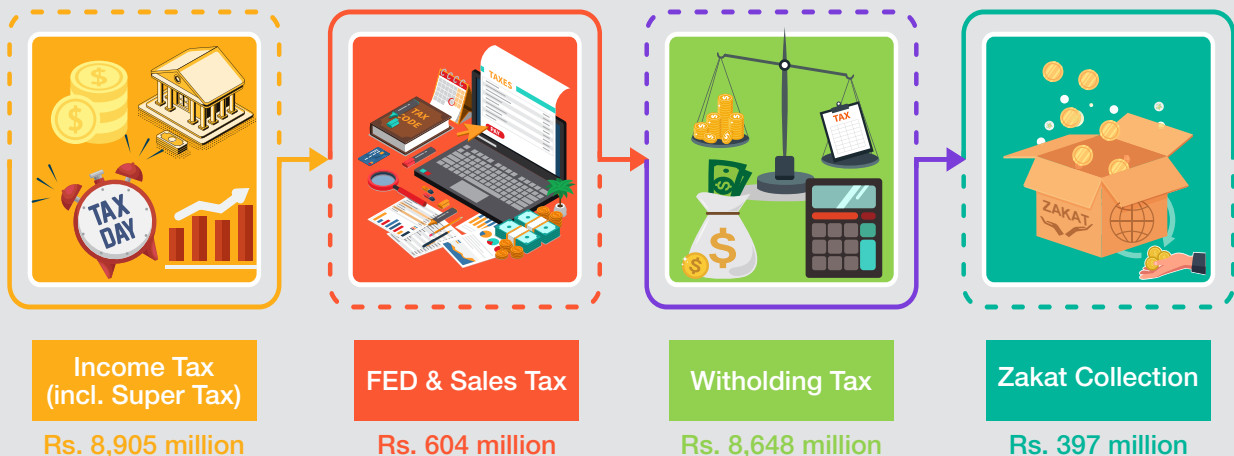 TAX
DAY
TAX
CODE
TAXES
TAX
ZAKAT
Income Tax
(incl. Super Tax)
FED & Sales Tax
Witholding Tax
Zakat Collection
Rs. 8,905 million
Rs. 604 million
Rs. 8,648 million
Rs. 397 million